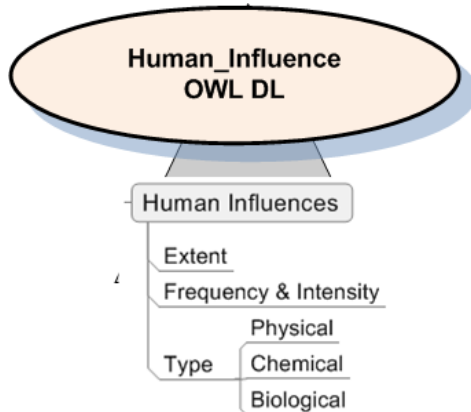 Human_Influence
OWL DL
Human Influences
Extent
Frequency & Intensity
Physical
Type
Chemical
Biological